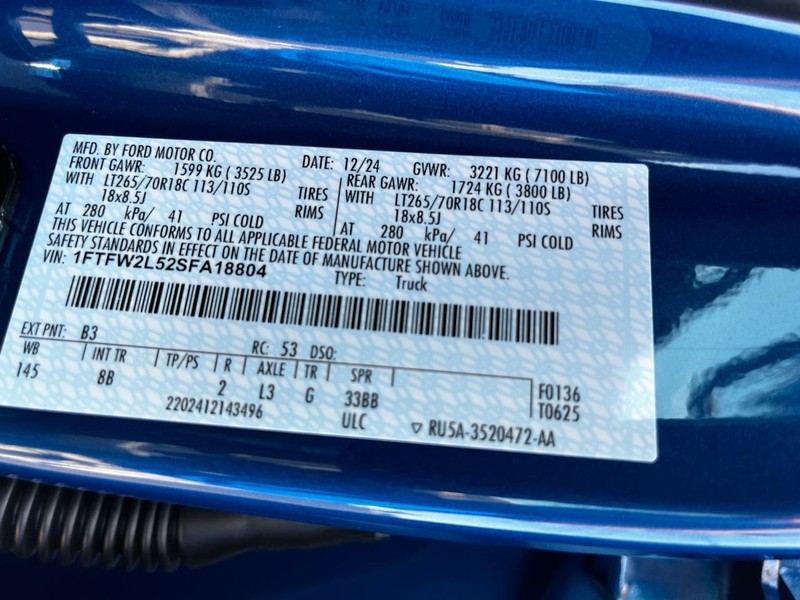 MFD. BY FORD MOTOR CO.
DATE: 12/24 GVWR: 3221 KG ( 7100 LB)
FRONT GAWR: 1599 KG ( 3525 LB)
WITH LT265/70R18C 113/110S TIRES
18x8.5J RIMS
AT 280 kPa/ 41 PSI COLD
REAR GAWR: 1724 KG ( 3800 LB)
WITH LT265/70R18C 113/110S TIRES
18x8.5J RIMS
AT 280 kPa/ 41 PSI COLD
THIS VEHICLE CONFORMS TO ALL APPLICABLE FEDERAL MOTOR VEHICLE
SAFETY STANDARDS IN EFFECT ON THE DATE OF MANUFACTURE SHOWN ABOVE.
VIN: 1FTFW2L52SFA18804 TYPE: Truck
EXT PNT: B3 RC: 53 DSO:
WB INT TR TP/PS R AXLE TR SPR
145 8B 2 L3 G 33BB F0136
2202412143496 ULC T0625
RU5A-3520472-AA